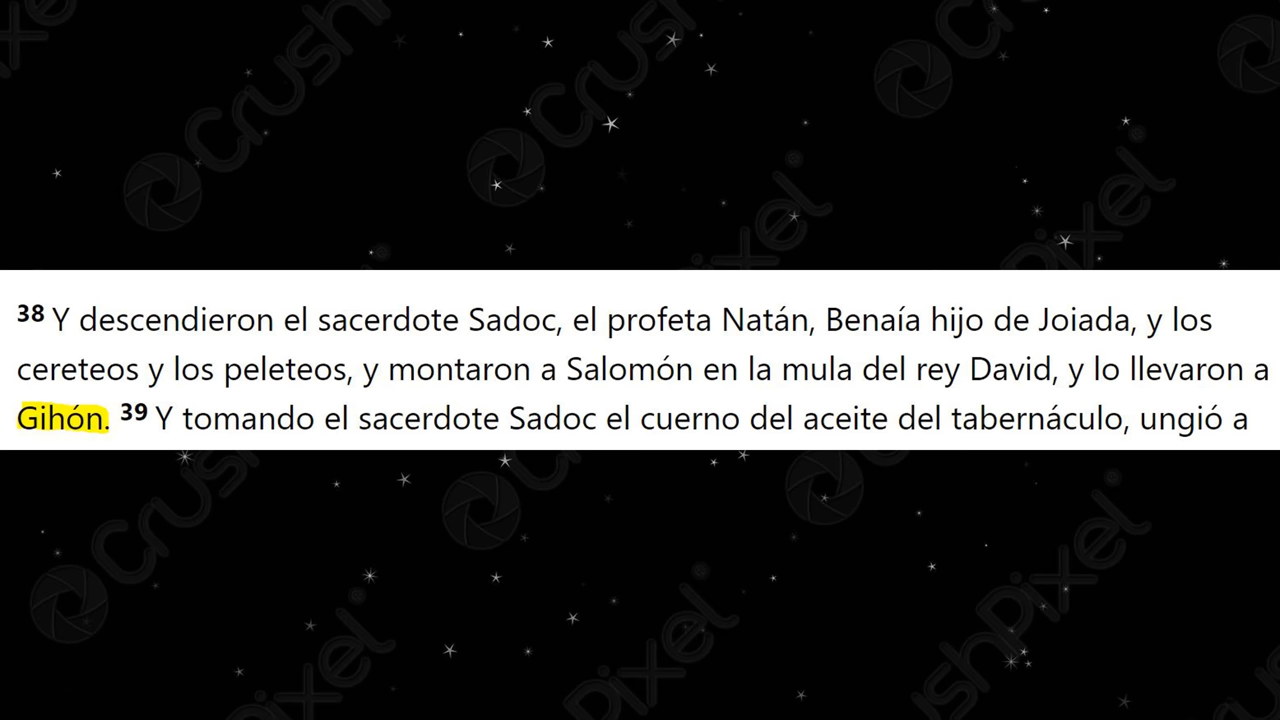 38 Y descendieron el sacerdote Sadoc, el profeta Natán, Benaía hijo de Joiada, y los
cereteos y los peleteos, y montaron a Salomón en la mula del rey David, y lo llevaron a
Gihón. 39 Y tomando el sacerdote Sadoc el cuerno del aceite del tabernáculo, ungió a